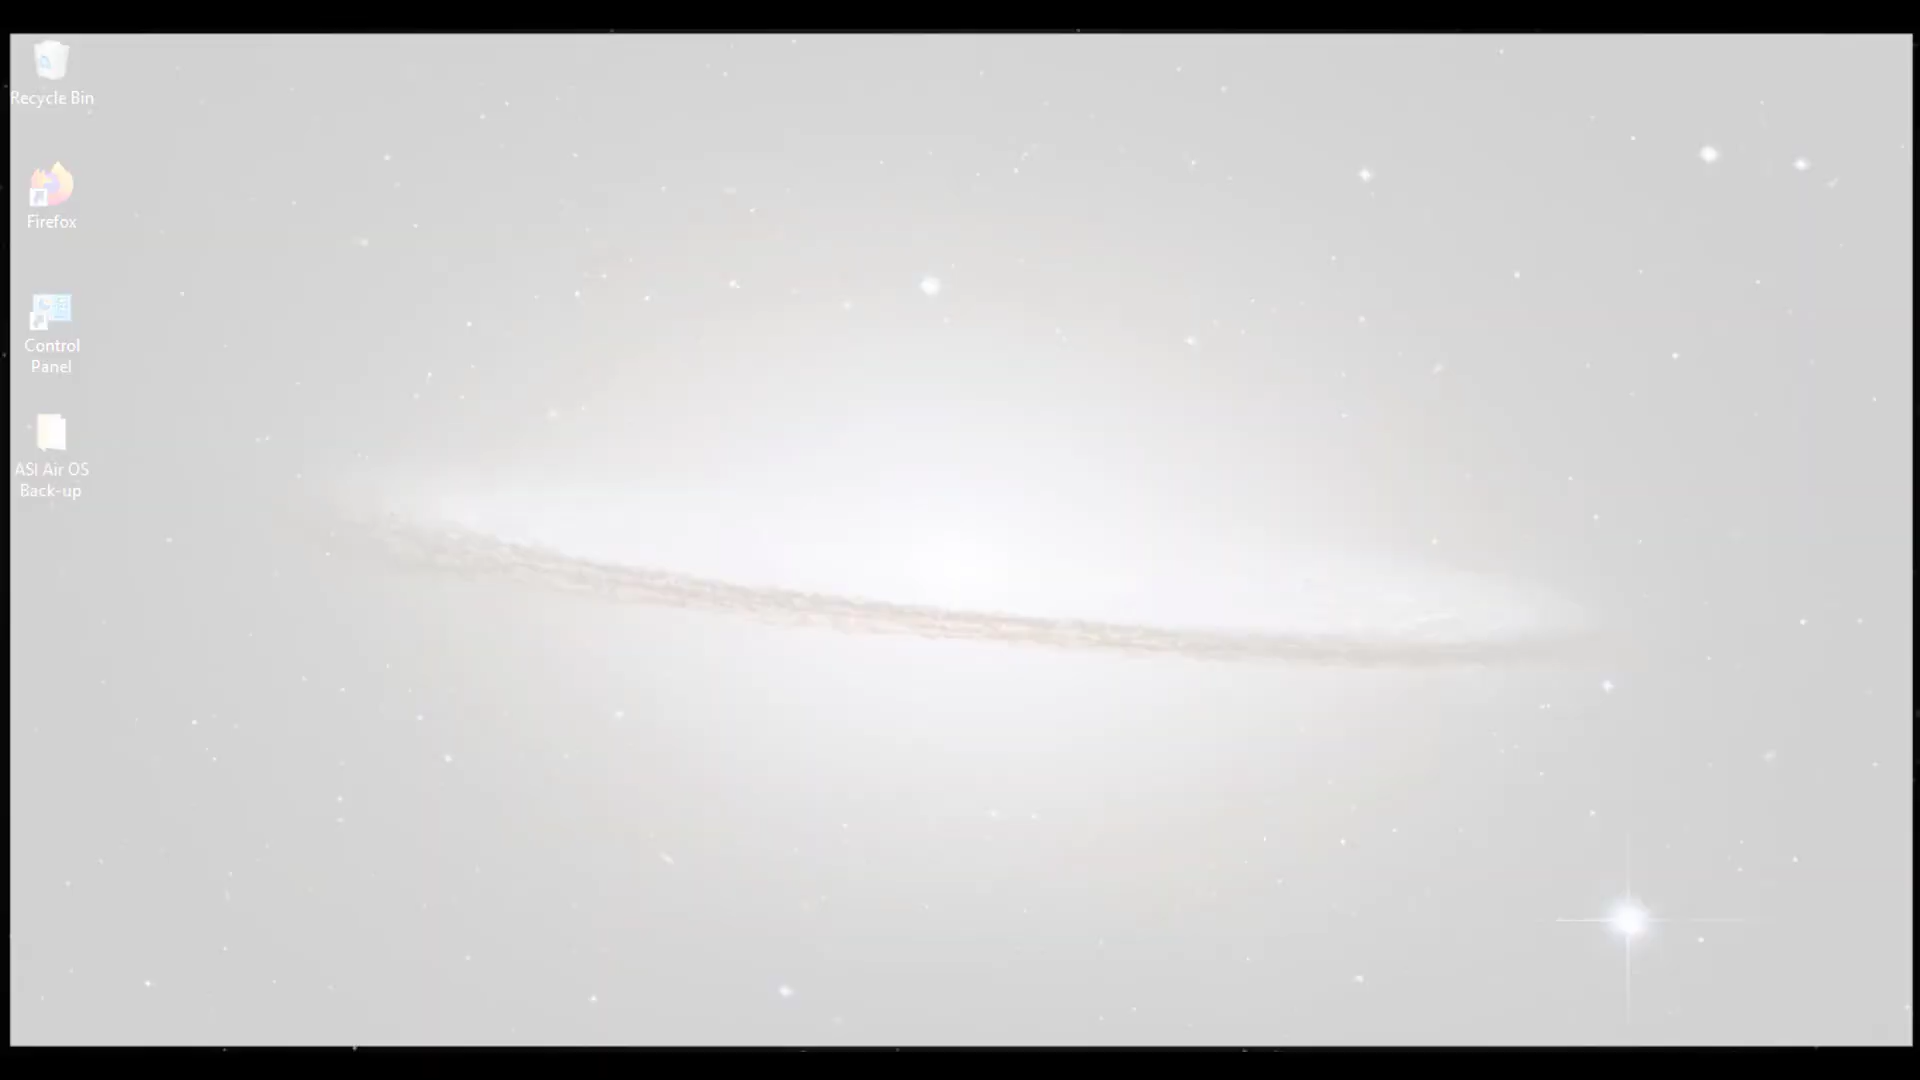 Recycle Bin
Firefox
Control
Panel
ASI Air OS
Back-up